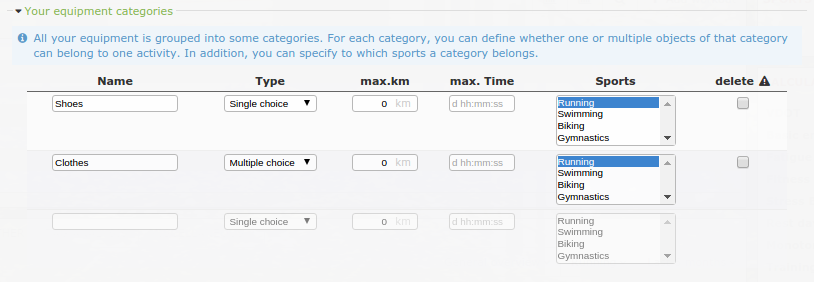 Your equipment categories
All your equipment is grouped into some categories. For each category, you can define whether one or multiple objects of that category
can belong to one activity. In addition, you can specify to which sports a category belongs.
Name Type max.km max. Time Sports delete
Shoes Single choice 0 km d hh:mm:ss Running
Swimming
Biking
Gymnastics
Clothes Multiple choice 0 km d hh:mm:ss Running
Swimming
Biking
Gymnastics
Single choice 0 km d hh:mm:ss Running
Swimming
Biking
Gymnastics